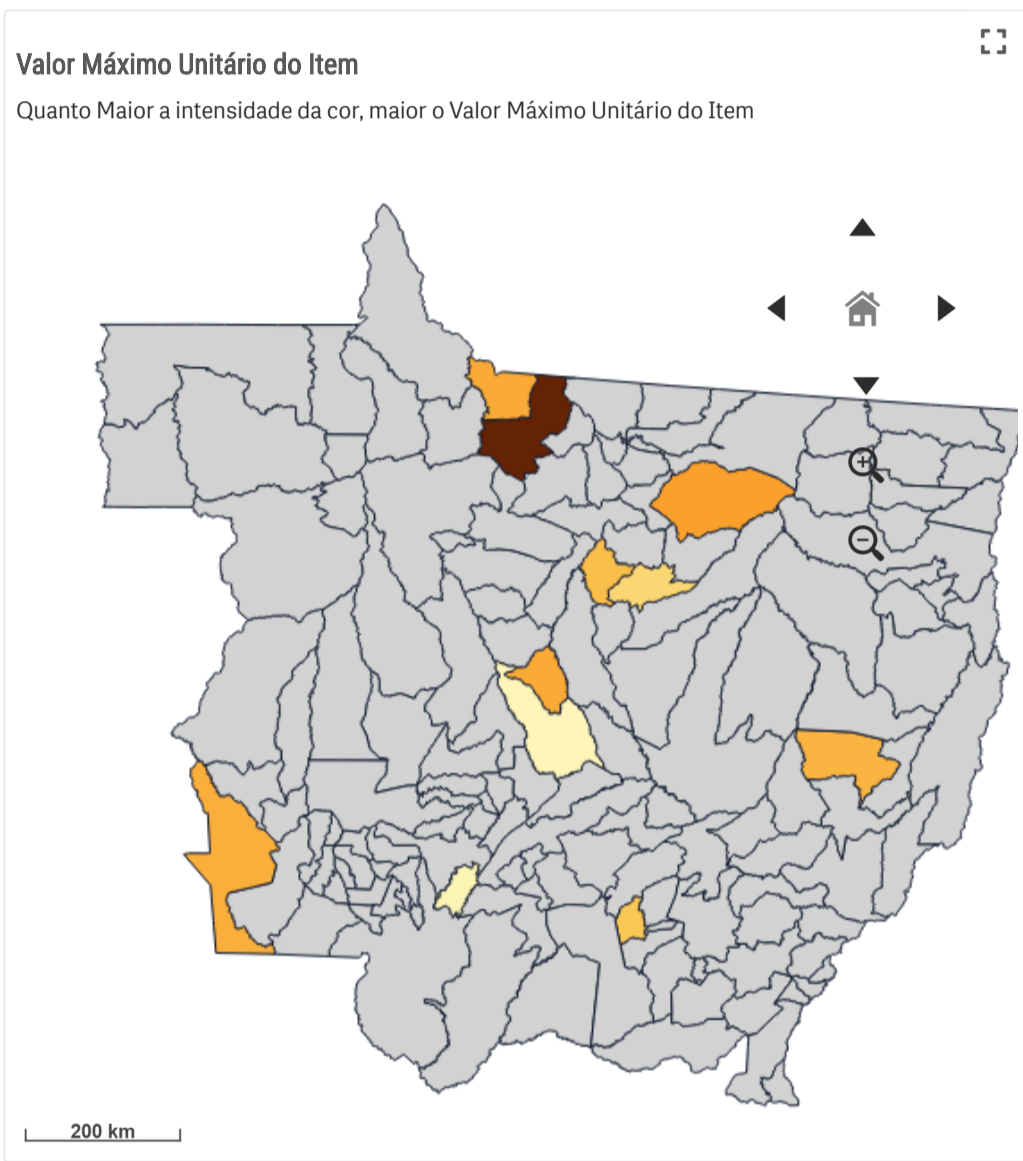 Valor Máximo Unitário do Item
Quanto Maior a intensidade da cor, maior o Valor Máximo Unitário do Item
200 km